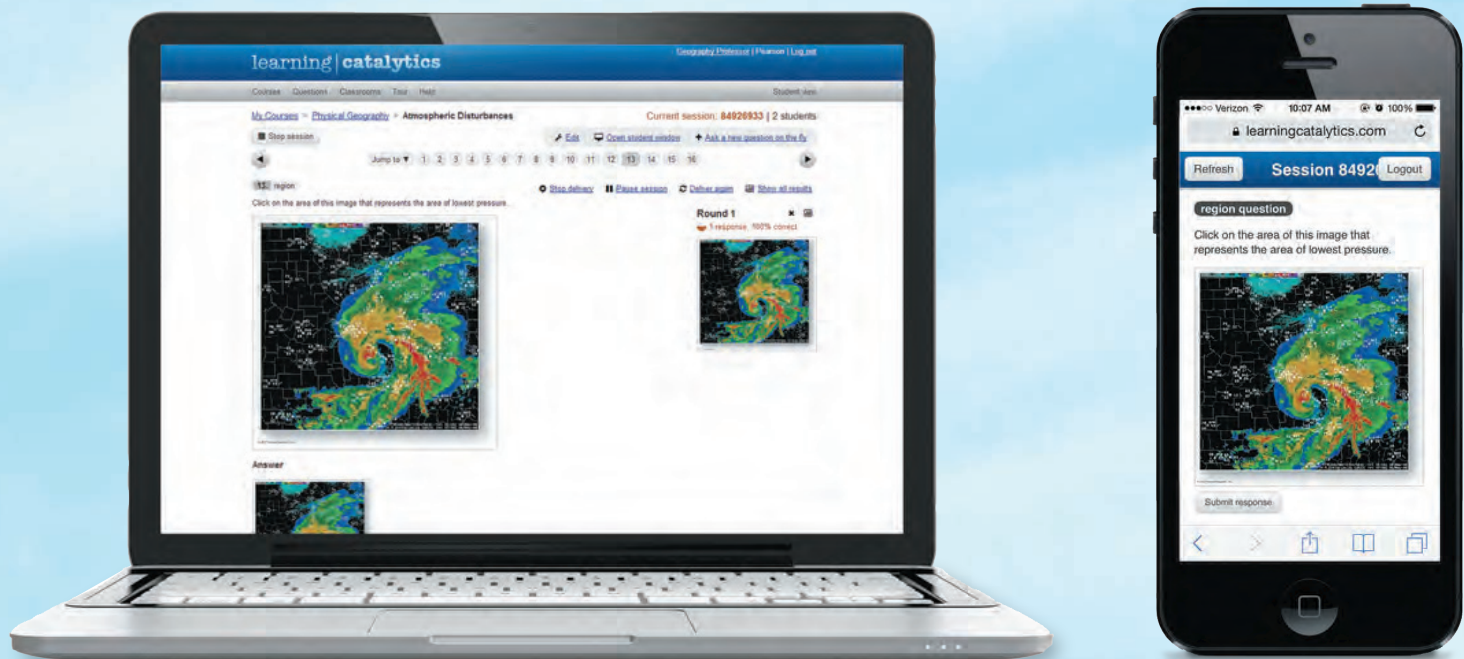 learning | catalytics
Geography Professor | Pearson | Log out
Courses Questions Classrooms Tour Help
Student view
My Courses » Physical Geography » Atmospheric Disturbances
Current session: 84926933 | 2 students
Stop session
Edit Open student window Ask a new question on the fly
Jump to ▼ 1 2 3 4 5 6 7 8 9 10 11 12 13 14 15 16
13. region
Stop delivery Pause session Deliver again Show all results
Click on the area of this image that represents the area of lowest pressure.
Round 1
1 response, 100% correct
Answer
Verizon 10:07 AM 100%
learningcatalytics.com
Refresh Session 8492 Logout
region question
Click on the area of this image that
represents the area of lowest pressure.
Submit response